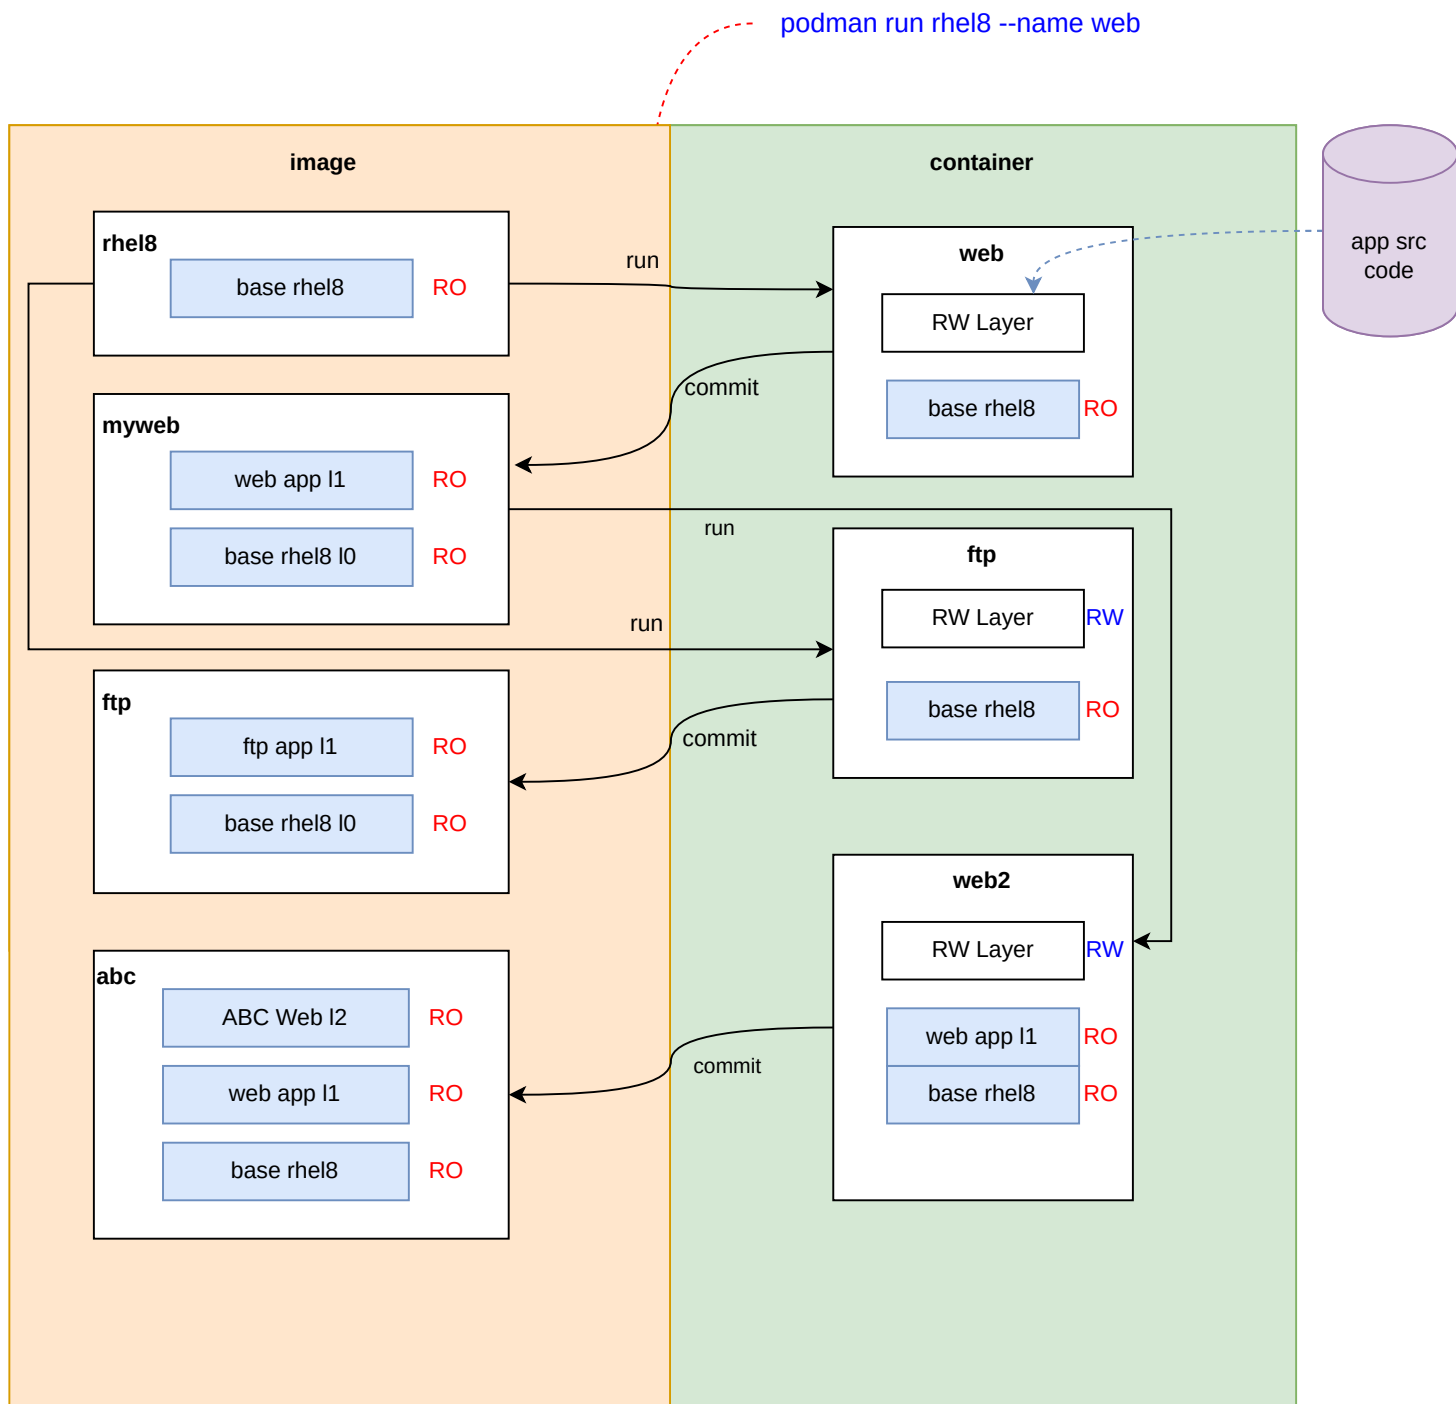 podman run rhel8 --name web
image
container
rhel8
base rhel8
RO
run
web
RW Layer
base rhel8
RO
app src
code
commit
myweb
web app l1
RO
base rhel8 l0
RO
run
ftp
RW Layer
RW
base rhel8
RO
run
commit
ftp
ftp app l1
RO
base rhel8 l0
RO
web2
RW Layer
RW
web app l1
RO
base rhel8
RO
commit
abc
ABC Web l2
RO
web app l1
RO
base rhel8
RO